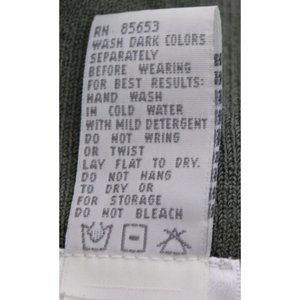 RN 85653
WASH DARK COLORS
SEPARATELY
BEFORE WEARING
FOR BEST RESULTS:
HAND WASH
IN COLD WATER
WITH MILD DETERGENT
DO NOT WRING
OR TWIST
LAY FLAT TO DRY.
DO NOT HANG
TO DRY OR
FOR STORAGE
DO NOT BLEACH